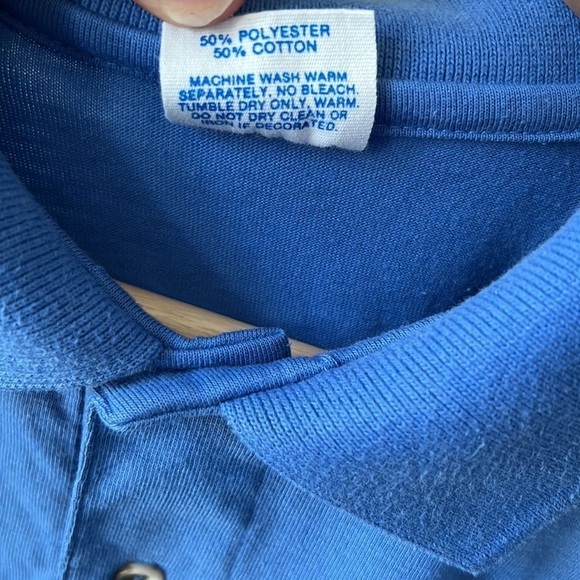 50% POLYESTER
50% COTTON
MACHINE WASH WARM
SEPARATELY, NO BLEACH.
TUMBLE DRY ONLY, WARM.
DO NOT DRY CLEAN OR
IRON IF DECORATED.